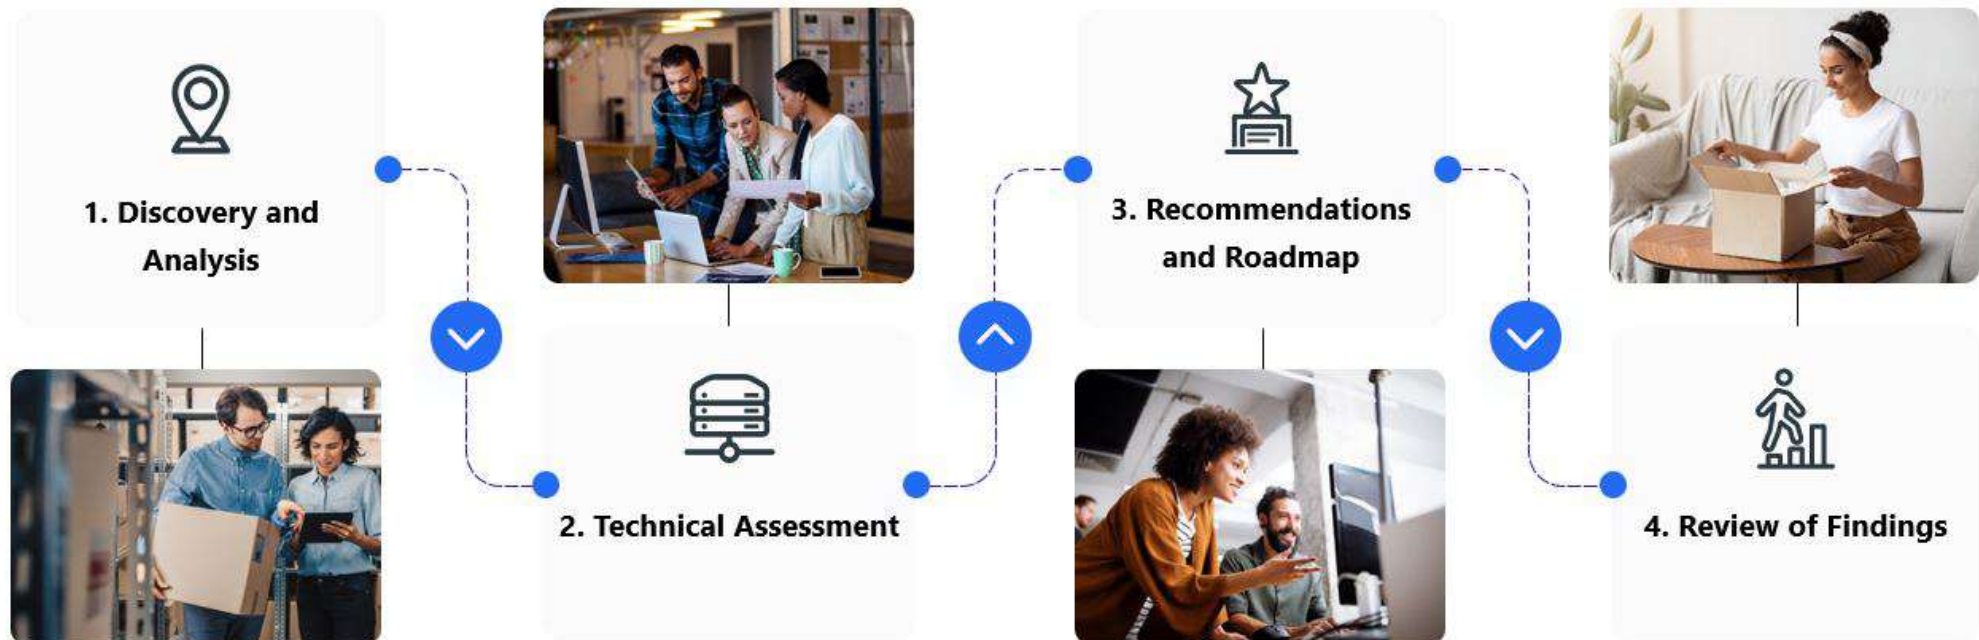 1. Discovery and
Analysis
2. Technical Assessment
3. Recommendations
and Roadmap
4. Review of Findings